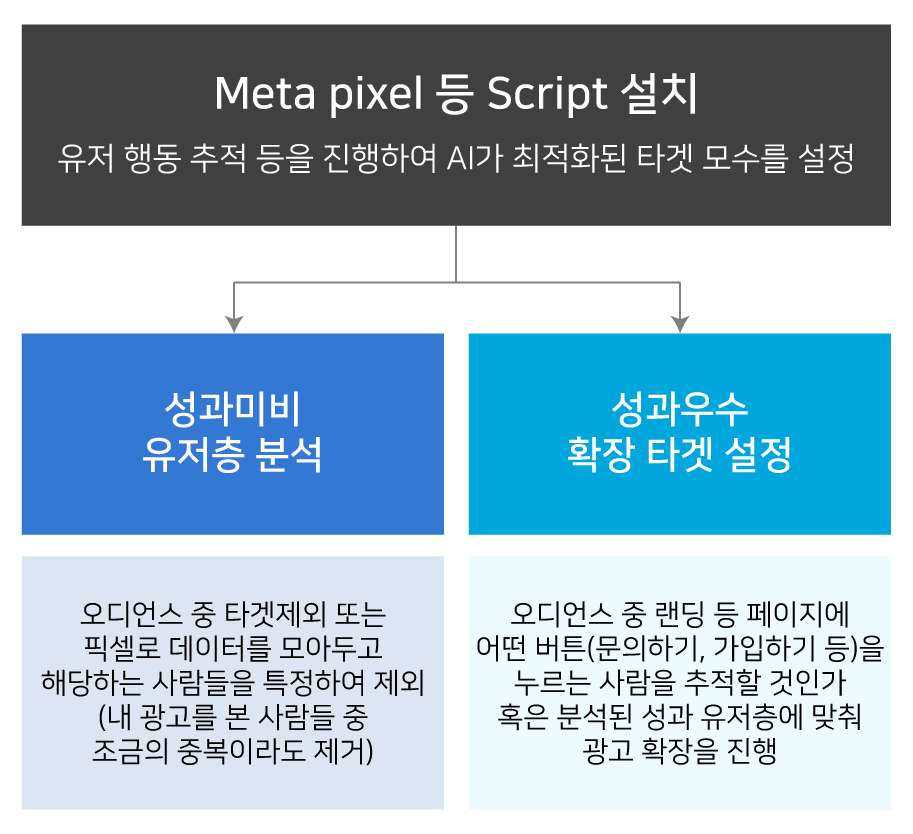 Meta pixel 등 Script 설치
유저 행동 추적 등을 진행하여 AI가 최적화된 타겟 모수를 설정
성과미비
유저층 분석
오디언스 중 타겟제외 또는
픽셀로 데이터를 모아두고
해당하는 사람들을 특정하여 제외
(내 광고를 본 사람들 중
조금의 중복이라도 제거)
성과우수
확장 타겟 설정
오디언스 중 랜딩 등 페이지에
어떤 버튼(문의하기, 가입하기 등)을
누르는 사람을 추적할 것인가
혹은 분석된 성과 유저층에 맞춰
광고 확장을 진행